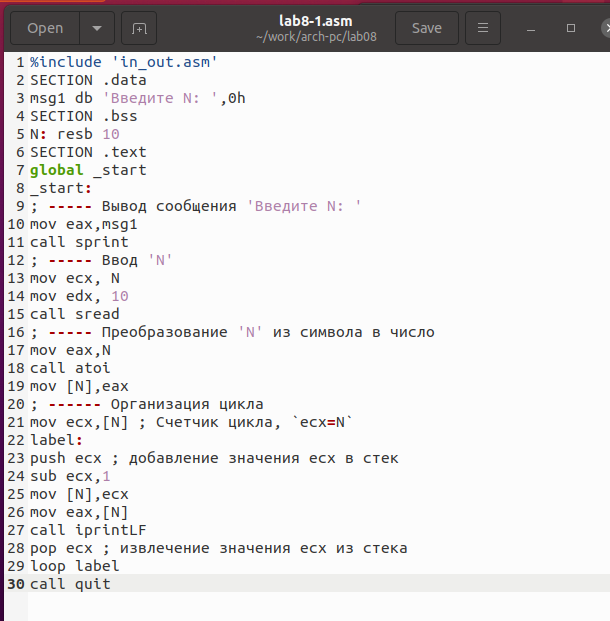 Open
lab8-1.asm
~/work/arch-pc/lab08
Save
1 %include 'in_out.asm'
2 SECTION .data
3 msg1 db 'Введите N: ',0h
4 SECTION .bss
5 N: resb 10
6 SECTION .text
7 global _start
8 _start:
9 ; ----- Вывод сообщения 'Введите N: '
10 mov eax,msg1
11 call sprint
12 ; ----- Ввод 'N'
13 mov ecx, N
14 mov edx, 10
15 call sread
16 ; ----- Преобразование 'N' из символа в число
17 mov eax,N
18 call atoi
19 mov [N],eax
20 ; ------ Организация цикла
21 mov ecx,[N] ; Счетчик цикла, `ecx=N`
22 label:
23 push ecx ; добавление значения ecx в стек
24 sub ecx,1
25 mov [N],ecx
26 mov eax,[N]
27 call iprintLF
28 pop ecx ; извлечение значения ecx из стека
29 loop label
30 call quit